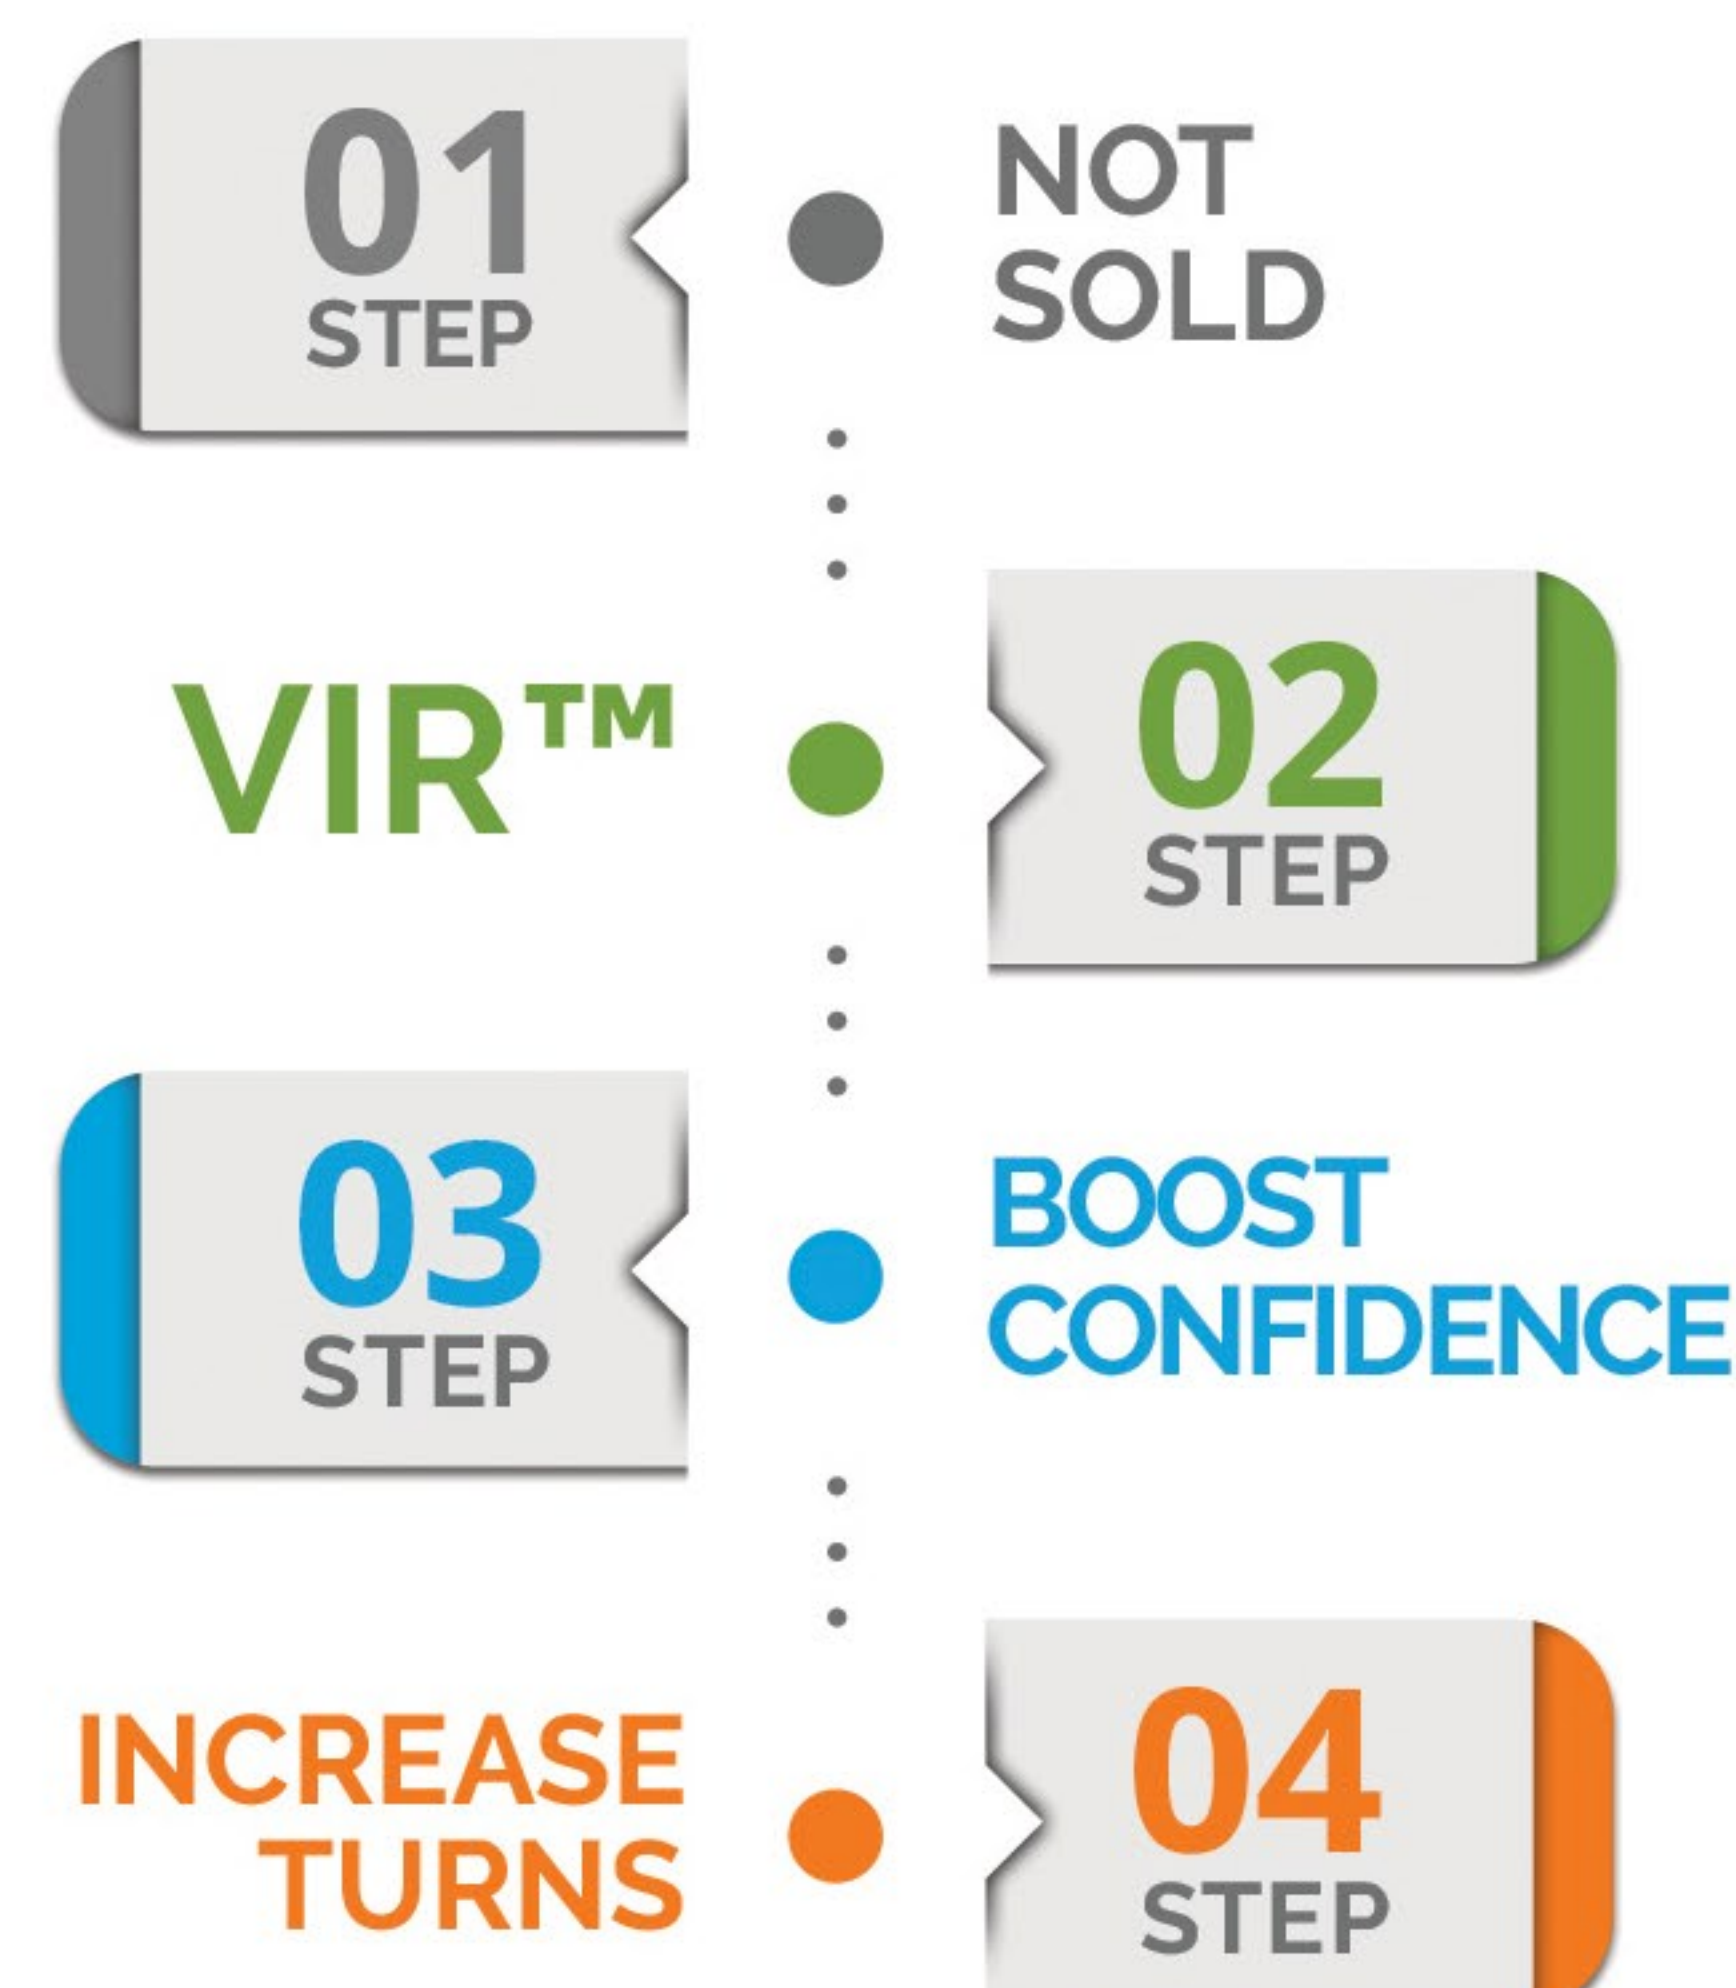 01
STEP
NOT
SOLD
VIR™
02
STEP
03
STEP
BOOST
CONFIDENCE
INCREASE
TURNS
04
STEP